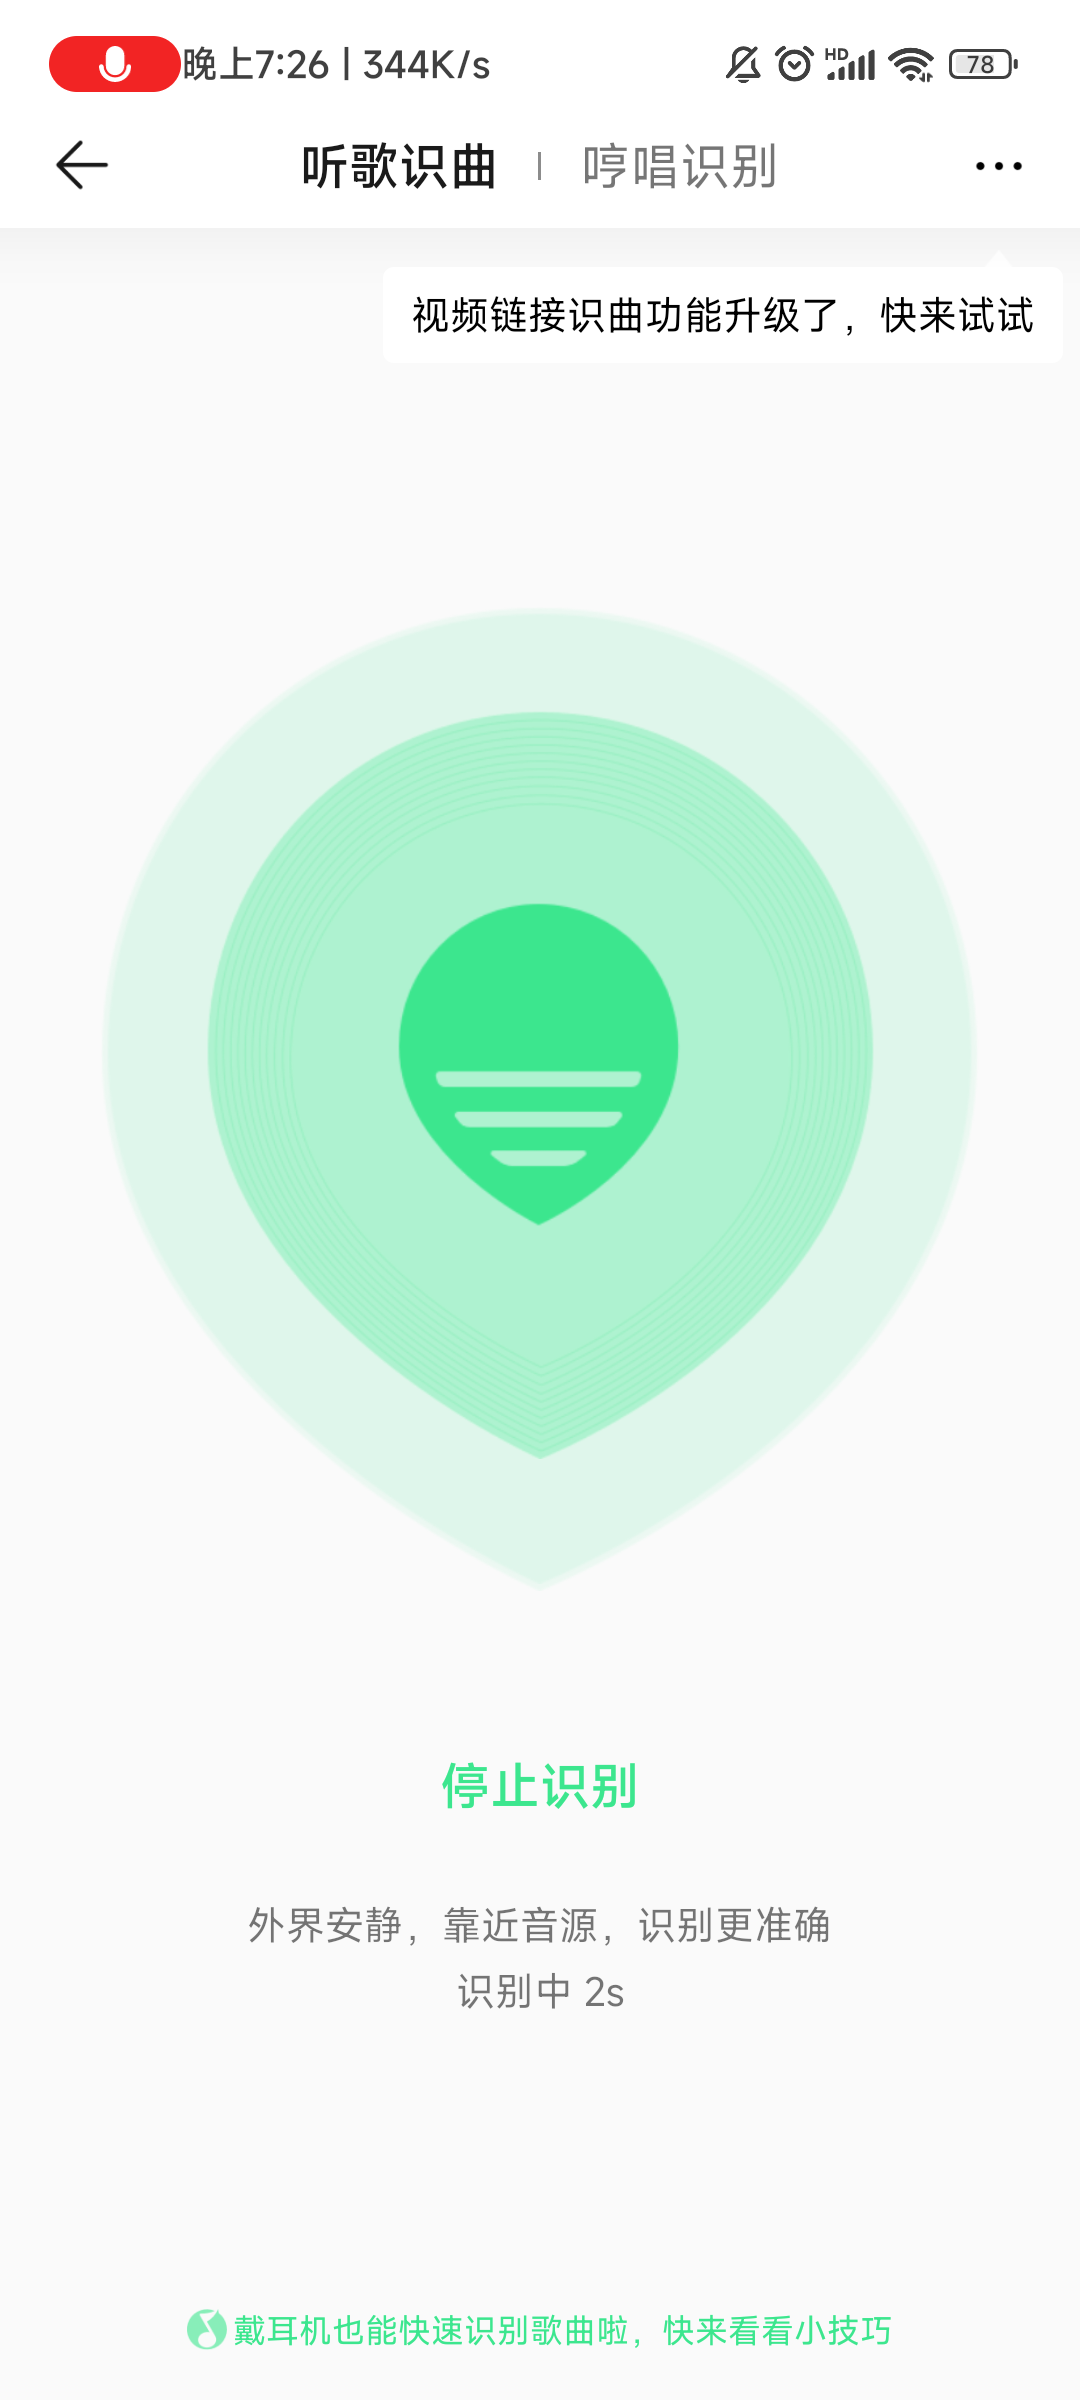 晚上7:26 | 344K/s
HD
78
听歌识曲 | 哼唱识别
视频链接识曲功能升级了，快来试试
停止识别
外界安静，靠近音源，识别更准确
识别中 2s
戴耳机也能快速识别歌曲啦，快来看看小技巧